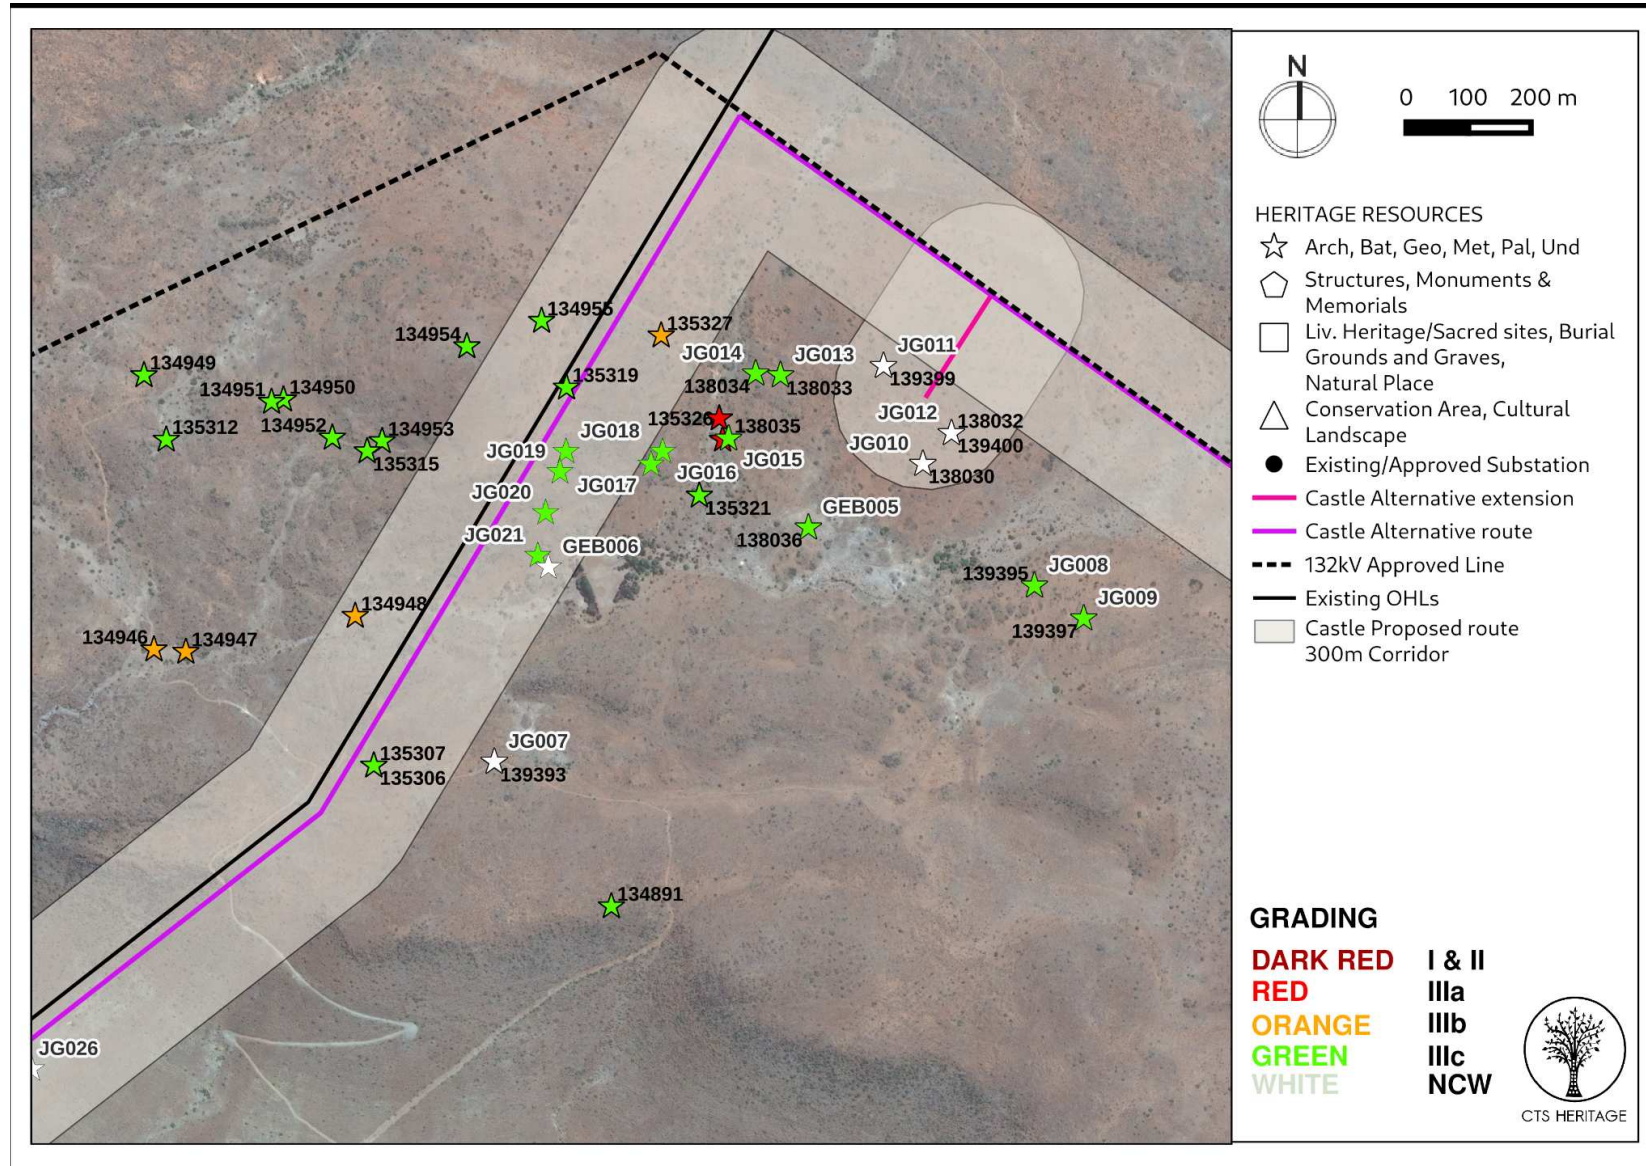 134955
135327
134954
JG014
JG013
JG011
134949
135319
138034
138033
139399
134951
134950
JG012
135312
134952
134953
135326
138035
138032
JG018
139400
JG019
JG010
135315
JG015
JG016
138030
JG017
JG020
135321
GEB005
JG021
138036
GEB006
JG008
139395
JG009
134948
139397
134946
134947
JG007
135307
135306
139393
134891
JG026
N
0 100 200 m
HERITAGE RESOURCES
Arch, Bat, Geo, Met, Pal, Und
Structures, Monuments &
Memorials
Liv. Heritage/Sacred sites, Burial
Grounds and Graves,
Natural Place
Conservation Area, Cultural
Landscape
Existing/Approved Substation
Castle Alternative extension
Castle Alternative route
132kV Approved Line
Existing OHLs
Castle Proposed route
300m Corridor
GRADING
DARK RED I & II
RED IIIa
ORANGE IIIb
GREEN IIIc
WHITE NCW
CTS HERITAGE